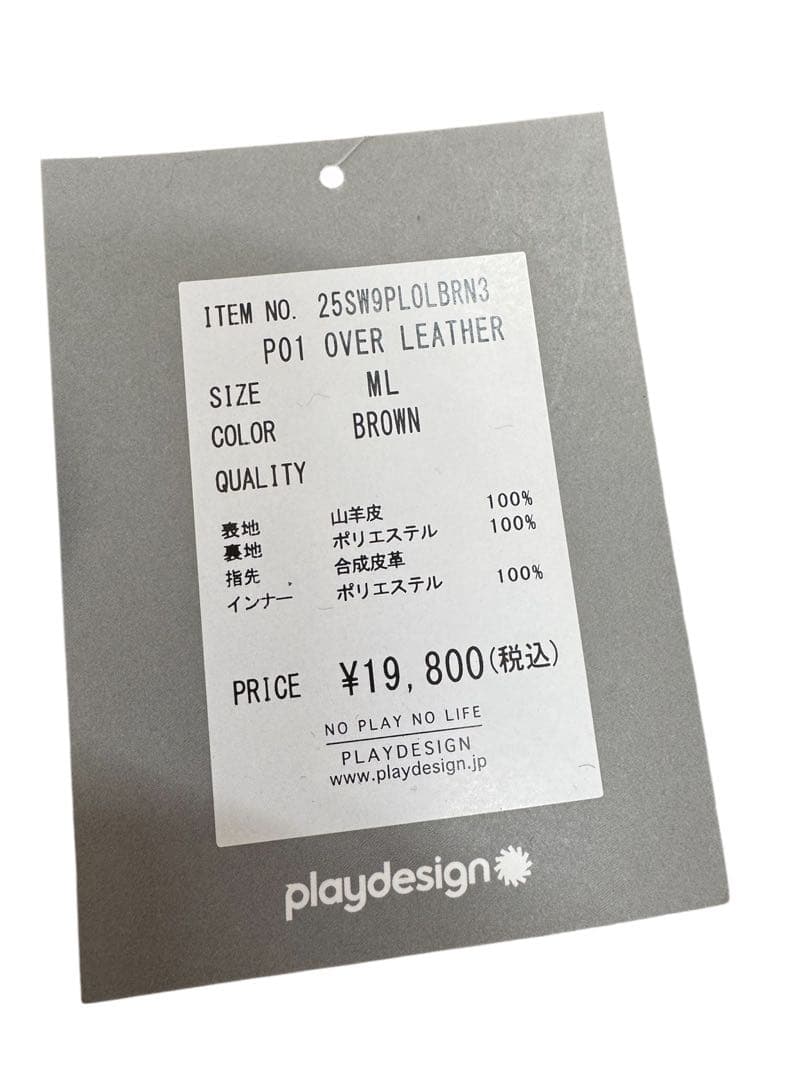 ITEM NO. 25SW9PLOLBRN3
P01 OVER LEATHER
SIZE ML
COLOR BROWN
QUALITY
表地 山羊皮 100%
裏地 ポリエステル 100%
指先 合成皮革
インナー ポリエステル 100%
PRICE ¥19,800(税込)
NO PLAY NO LIFE
PLAYDESIGN
www.playdesign.jp
playdesign